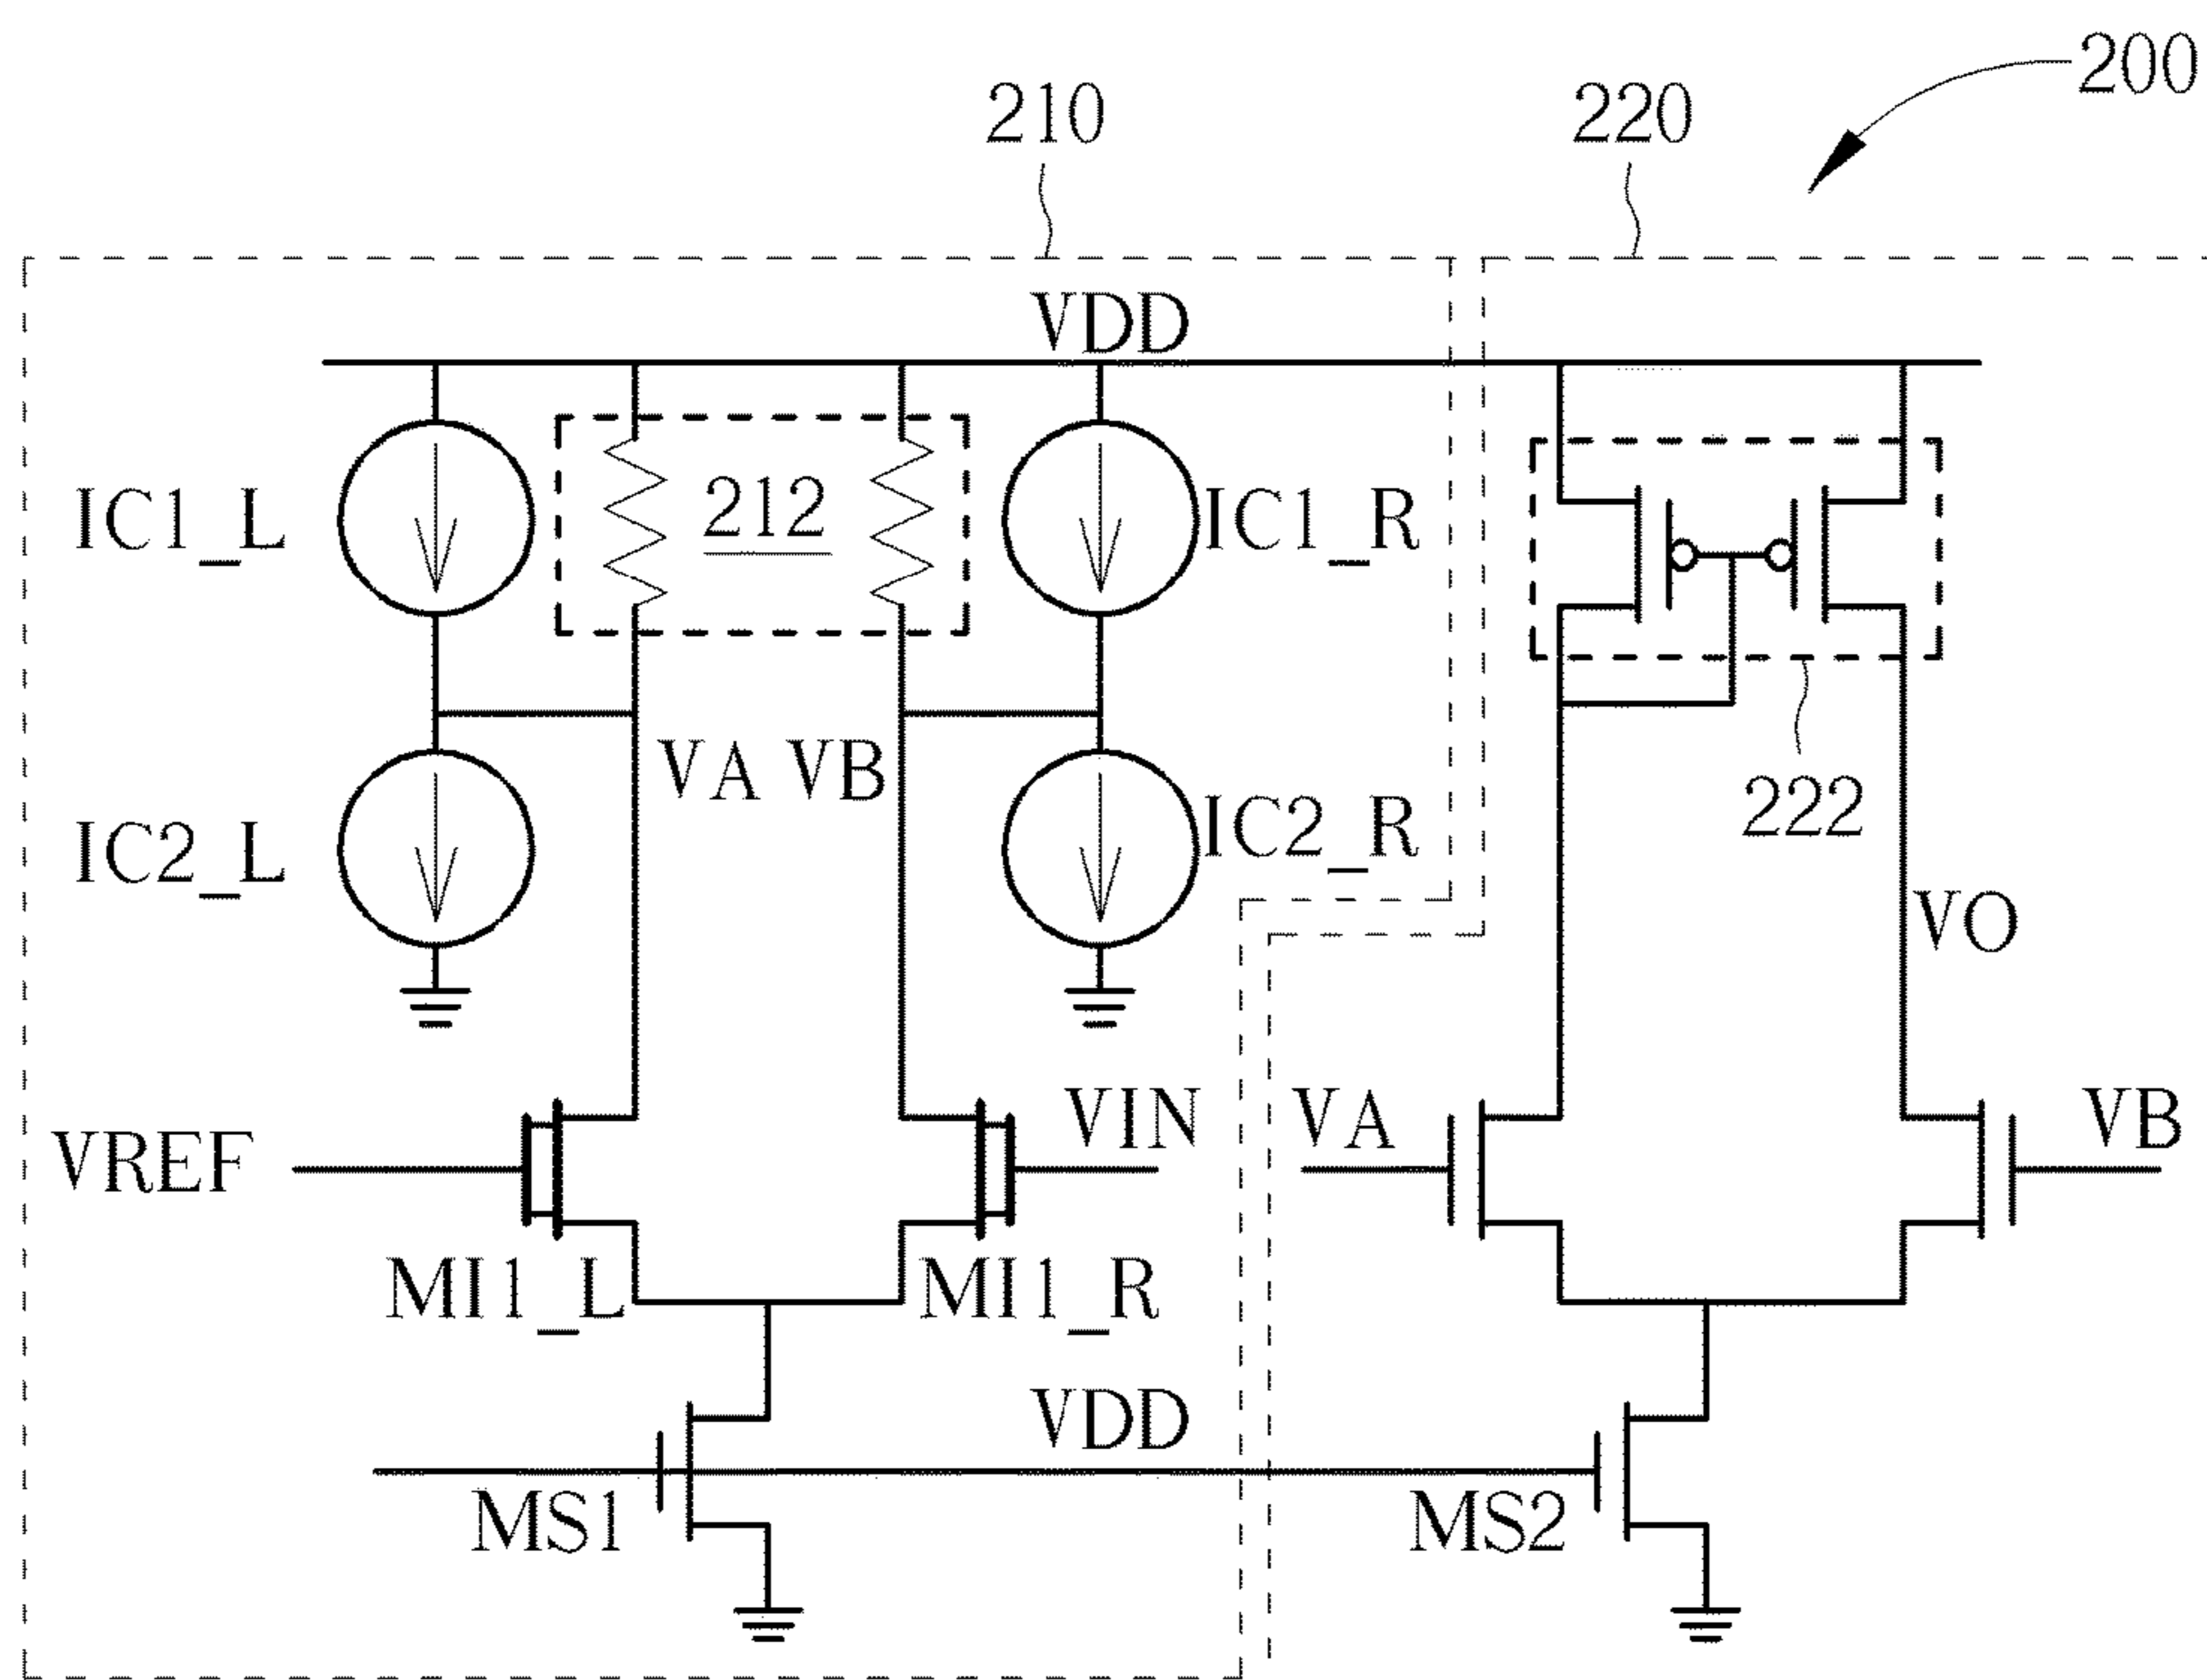 200
210
220
VDD
IC1_L
212
IC1_R
VA
VB
IC2_L
IC2_R
222
VO
VREF
VIN
VA
VB
MI1_L
MI1_R
VDD
MS1
MS2